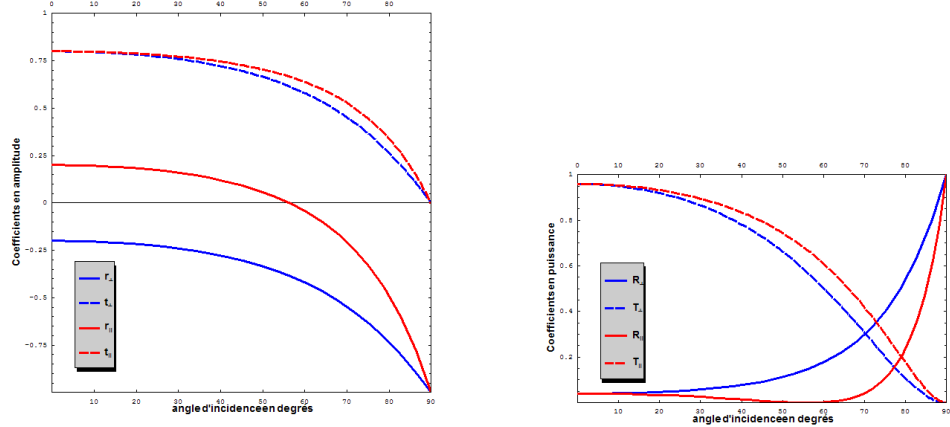 0 10 20 30 40 50 60 70 80
1
0.75
0.5
0.25
0
-0.25
-0.5
-0.75
Coefficients en amplitude
r⊥
t⊥
r||
t||
0 10 20 30 40 50 60 70 80 90
angle d'incidenceen degrés
0 10 20 30 40 50 60 70 80
1
0.8
0.6
0.4
0.2
Coefficientsen puissance
R⊥
T⊥
R||
T||
10 20 30 40 50 60 70 80 90
angle d'incidenceen degrés